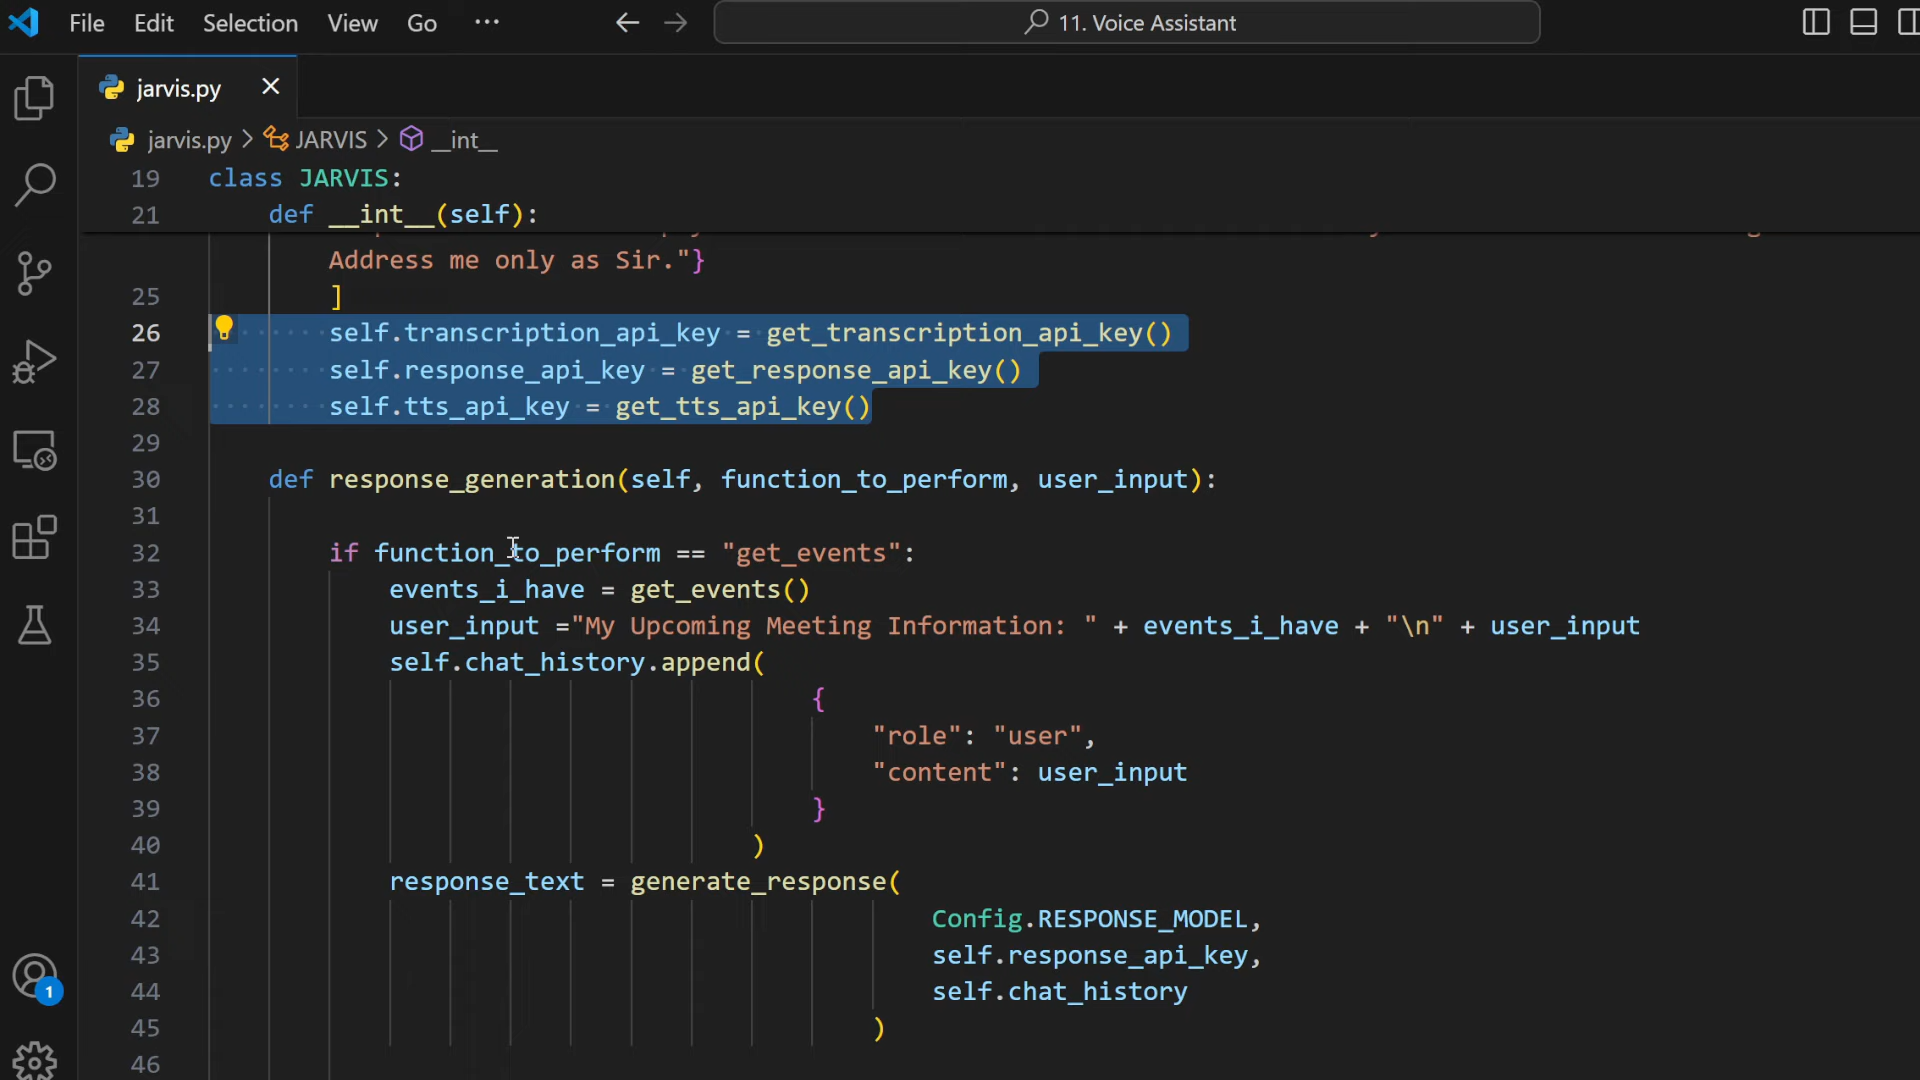 File Edit Selection View Go ··· 11. Voice Assistant
jarvis.py
jarvis.py > JARVIS > __int__
19 class JARVIS:
21 def __int__(self):
Address me only as Sir."}
25 ]
26 self.transcription_api_key = get_transcription_api_key()
27 self.response_api_key = get_response_api_key()
28 self.tts_api_key = get_tts_api_key()
29
30 def response_generation(self, function_to_perform, user_input):
31
32 if function_to_perform == "get_events":
33 events_i_have = get_events()
34 user_input ="My Upcoming Meeting Information: " + events_i_have + "\n" + user_input
35 self.chat_history.append(
36 {
37 "role": "user",
38 "content": user_input
39 }
40 )
41 response_text = generate_response(
42 Config.RESPONSE_MODEL,
43 self.response_api_key,
44 self.chat_history
45 )
46
1